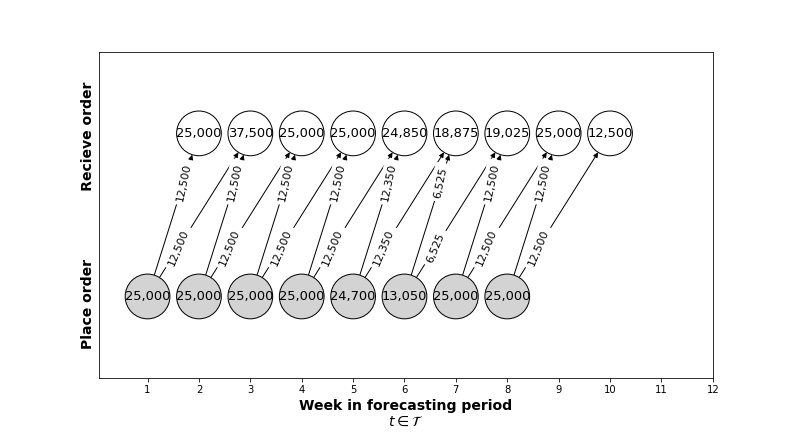 Recieve order
25,000 37,500 25,000 25,000 24,850 18,875 19,025 25,000 12,500
12,500 12,500 12,500 12,500 12,350 6,525 12,500 12,500
12,500 12,500 12,500 12,500 12,350 6,525 12,500 12,500
Place order
25,000 25,000 25,000 25,000 24,700 13,050 25,000 25,000
1 2 3 4 5 6 7 8 9 10 11 12
Week in forecasting period
t ∈ 𝒯